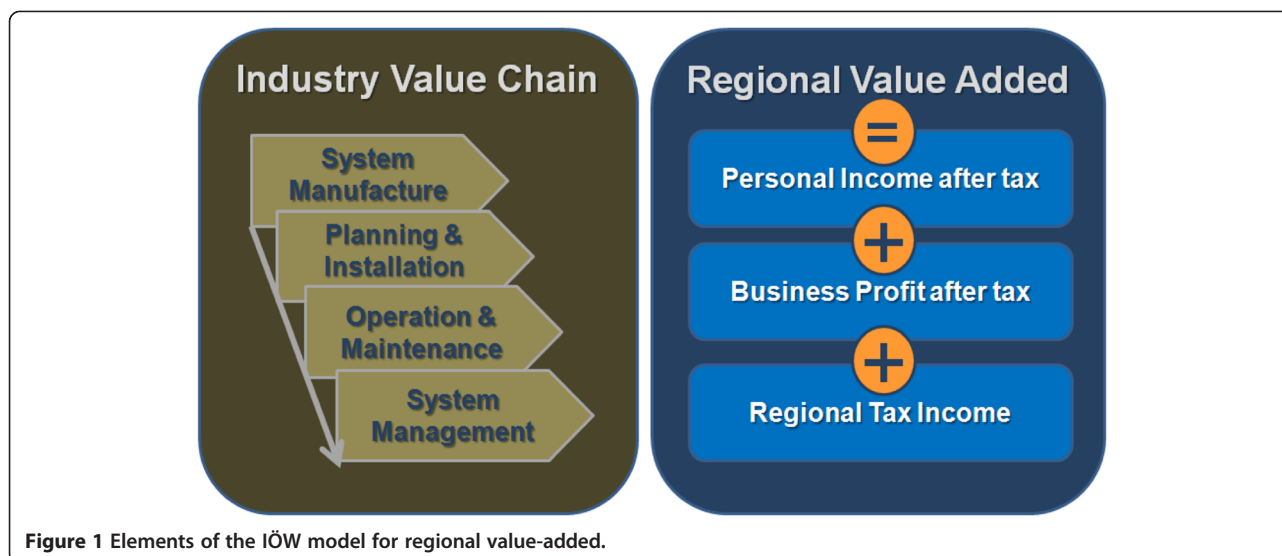 Industry Value Chain
System
Manufacture
Planning &
Installation
Operation &
Maintenance
System
Management
Regional Value Added
=
Personal Income after tax
+
Business Profit after tax
+
Regional Tax Income
Figure 1 Elements of the IÖW model for regional value-added.